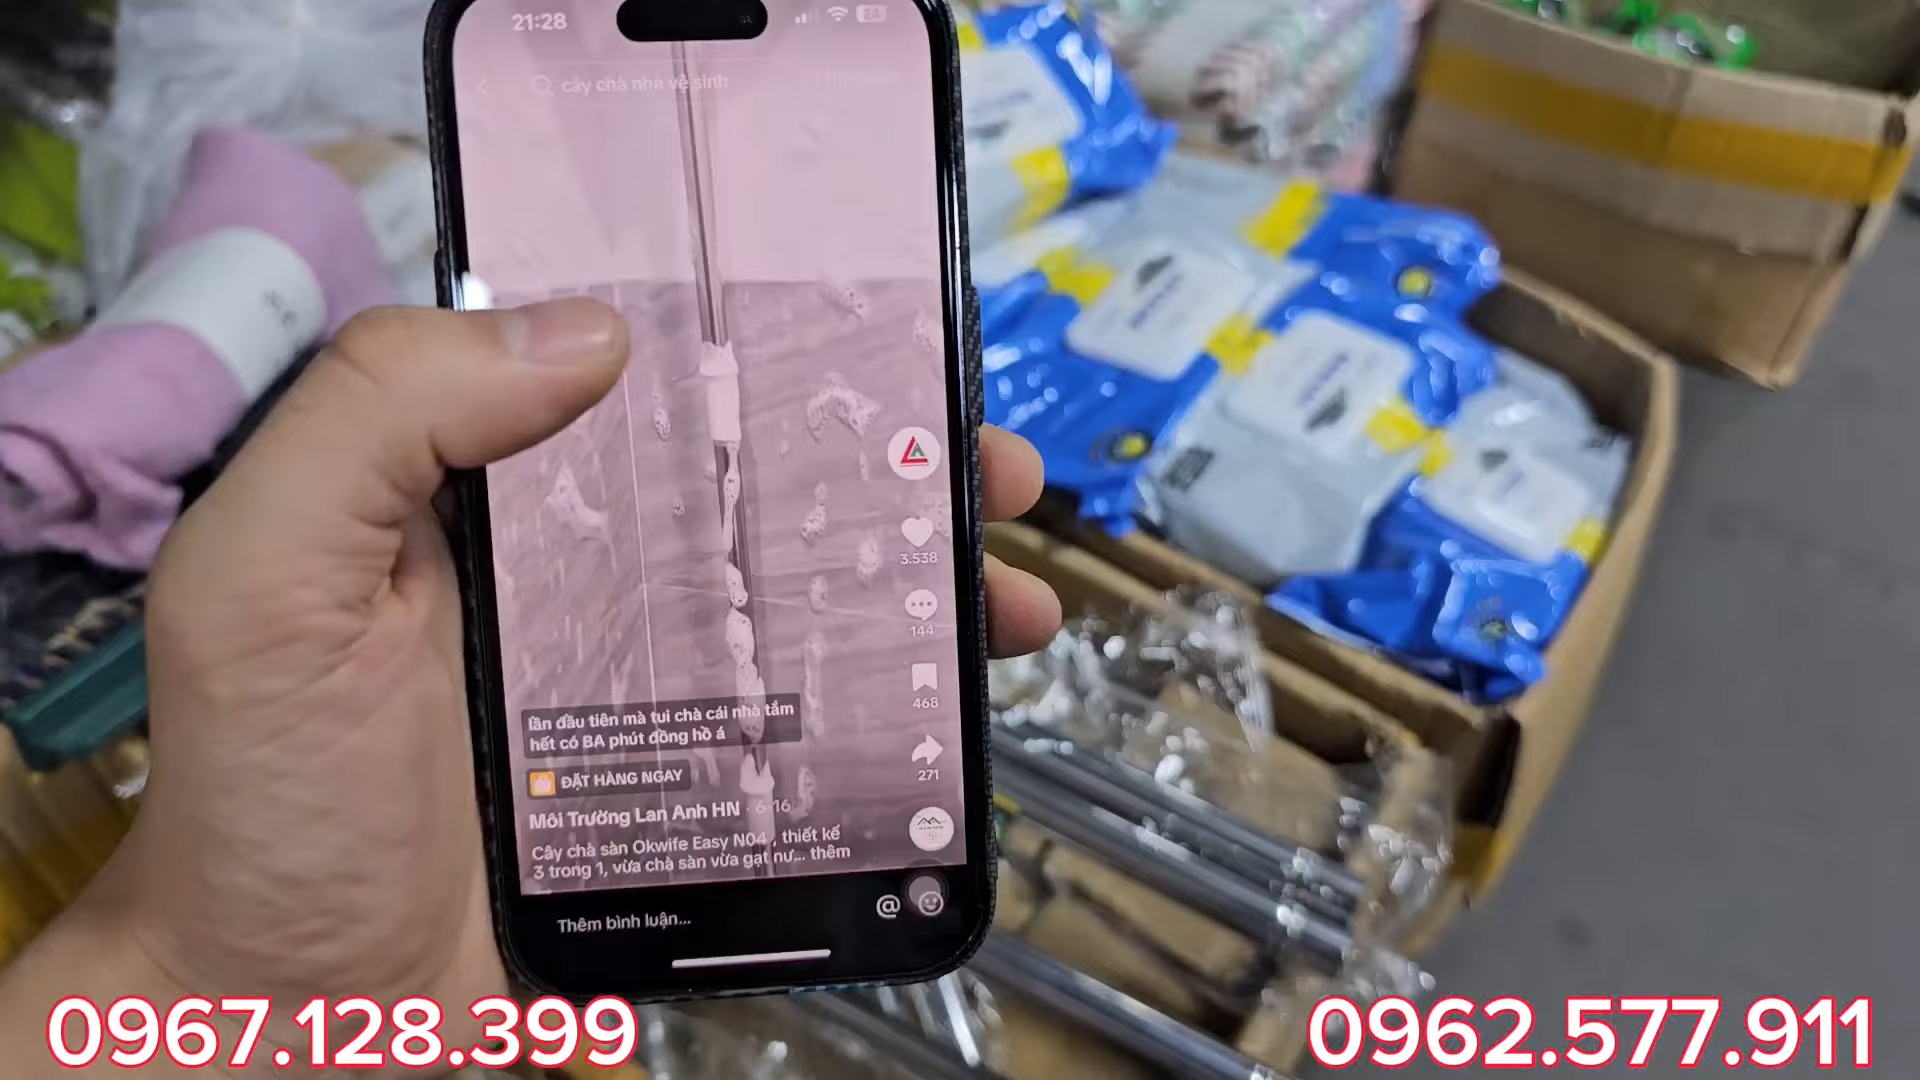 21:28
24
cây chà nhà vệ sinh
3.538
144
468
271
lần đầu tiên mà tui chà cái nhà tắm
hết có BA phút đồng hồ á
ĐẶT HÀNG NGAY
Môi Trường Lan Anh HN · 6-16
Cây chà sàn Okwife Easy N04 , thiết kế
3 trong 1, vừa chà sàn vừa gạt nư... thêm
Thêm bình luận...
@
0967.128.399
0962.577.911